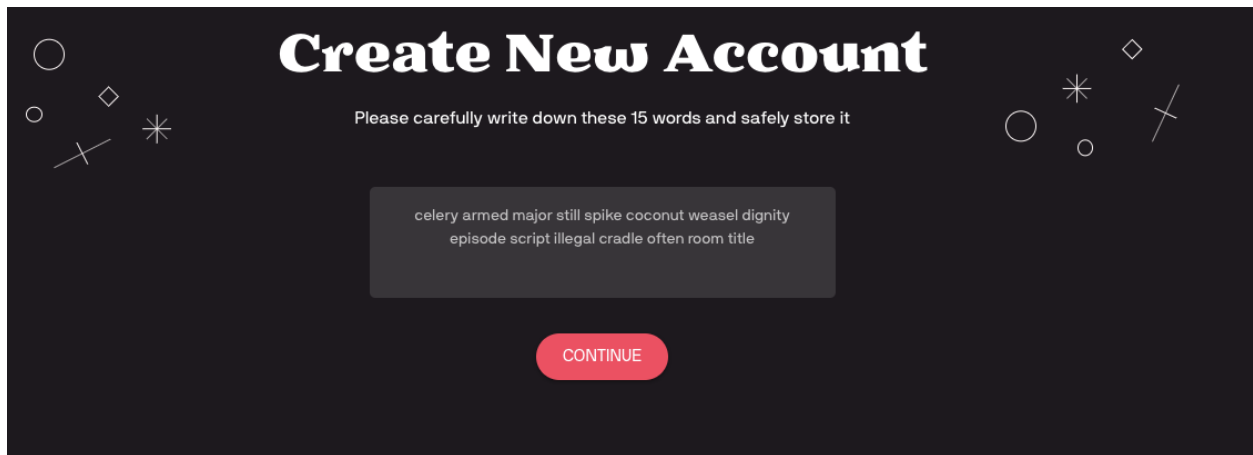 Create New Account
Please carefully write down these 15 words and safely store it
celery armed major still spike coconut weasel dignity
episode script illegal cradle often room title
CONTINUE